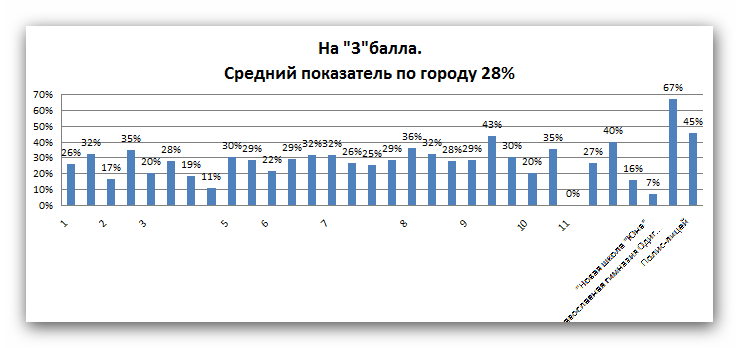 На "3"балла.
Средний показатель по городу 28%
70%
60%
50%
40%
30%
20%
10%
0%
26% 32% 17% 35% 20% 28% 19% 11% 30% 29% 22% 29% 32% 32% 26% 25% 29% 36% 32% 28% 29% 43% 30% 20% 35% 0% 27% 40% 16% 7% 67% 45%
1 2 3 5 6 7 8 9 10 11
"Новая школа "Юна"
авославная гимназия Одиг...
Полис-лицей